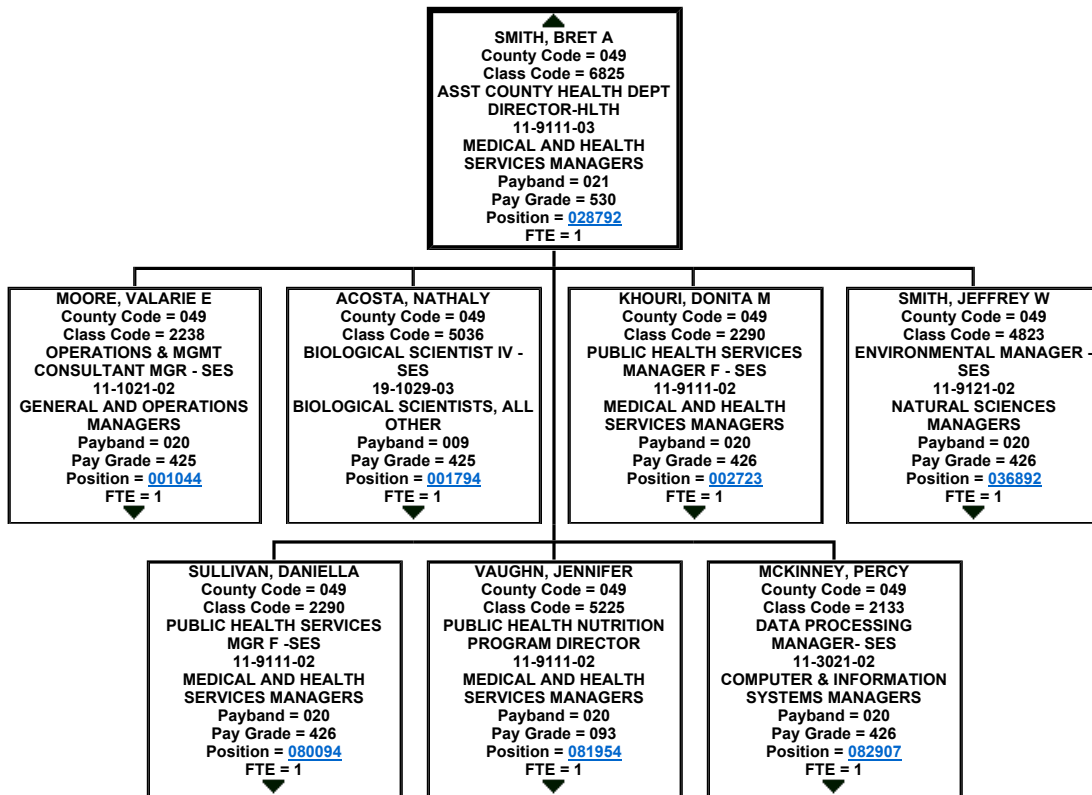 SMITH, BRET A
County Code = 049
Class Code = 6825
ASST COUNTY HEALTH DEPT
DIRECTOR-HLTH
11-9111-03
MEDICAL AND HEALTH
SERVICES MANAGERS
Payband = 021
Pay Grade = 530
Position = 028792
FTE = 1
MOORE, VALARIE E
County Code = 049
Class Code = 2238
OPERATIONS & MGMT
CONSULTANT MGR - SES
11-1021-02
GENERAL AND OPERATIONS
MANAGERS
Payband = 020
Pay Grade = 425
Position = 001044
FTE = 1
ACOSTA, NATHALY
County Code = 049
Class Code = 5036
BIOLOGICAL SCIENTIST IV -
SES
19-1029-03
BIOLOGICAL SCIENTISTS, ALL
OTHER
Payband = 009
Pay Grade = 425
Position = 001794
FTE = 1
KHOURI, DONITA M
County Code = 049
Class Code = 2290
PUBLIC HEALTH SERVICES
MANAGER F - SES
11-9111-02
MEDICAL AND HEALTH
SERVICES MANAGERS
Payband = 020
Pay Grade = 426
Position = 002723
FTE = 1
SMITH, JEFFREY W
County Code = 049
Class Code = 4823
ENVIRONMENTAL MANAGER -
SES
11-9121-02
NATURAL SCIENCES
MANAGERS
Payband = 020
Pay Grade = 426
Position = 036892
FTE = 1
SULLIVAN, DANIELLA
County Code = 049
Class Code = 2290
PUBLIC HEALTH SERVICES
MGR F -SES
11-9111-02
MEDICAL AND HEALTH
SERVICES MANAGERS
Payband = 020
Pay Grade = 426
Position = 080094
FTE = 1
VAUGHN, JENNIFER
County Code = 049
Class Code = 5225
PUBLIC HEALTH NUTRITION
PROGRAM DIRECTOR
11-9111-02
MEDICAL AND HEALTH
SERVICES MANAGERS
Payband = 020
Pay Grade = 093
Position = 081954
FTE = 1
MCKINNEY, PERCY
County Code = 049
Class Code = 2133
DATA PROCESSING
MANAGER- SES
11-3021-02
COMPUTER & INFORMATION
SYSTEMS MANAGERS
Payband = 020
Pay Grade = 426
Position = 082907
FTE = 1